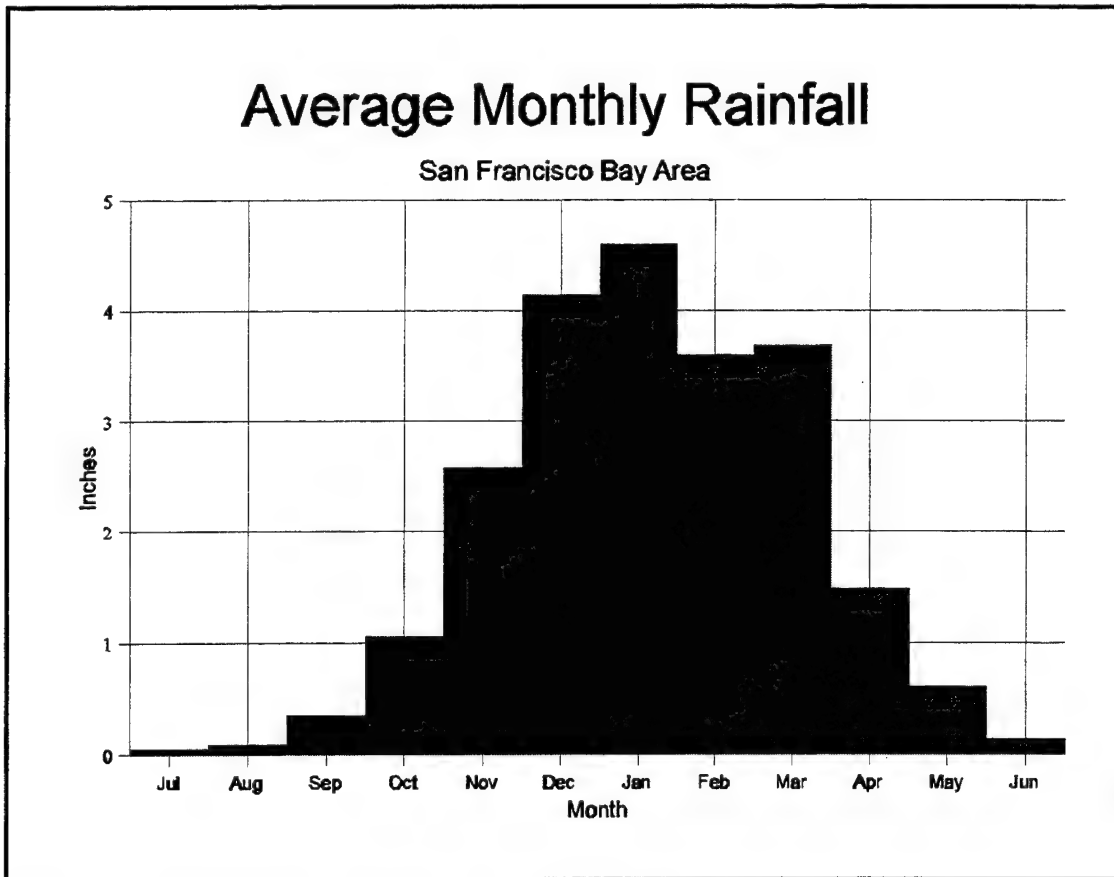 Average Monthly Rainfall
San Francisco Bay Area
5
4
3
2
1
0
Inches
Jul Aug Sep Oct Nov Dec Jan Feb Mar Apr May Jun
Month